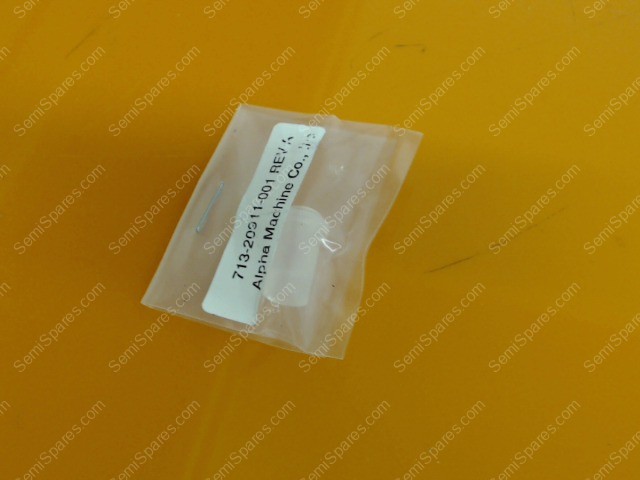 713-20911-001 REV A
Alpha Machine Co.,
SemiSpares.com